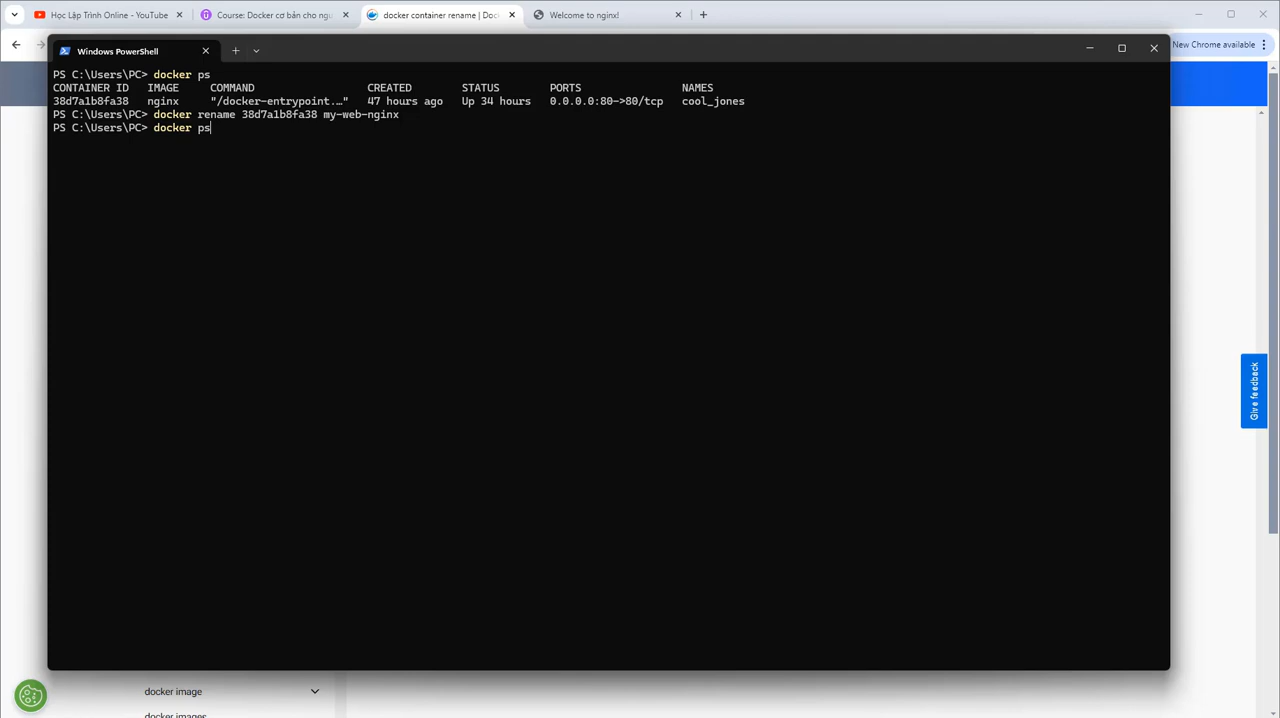 Học Lập Trình Online - YouTube
Course: Docker cơ bản cho ngu
docker container rename | Doc
Welcome to nginx!
New Chrome available
Windows PowerShell
PS C:\Users\PC> docker ps
CONTAINER ID IMAGE COMMAND CREATED STATUS PORTS NAMES
38d7a1b8fa38 nginx "/docker-entrypoint.…" 47 hours ago Up 34 hours 0.0.0.0:80->80/tcp cool_jones
PS C:\Users\PC> docker rename 38d7a1b8fa38 my-web-nginx
PS C:\Users\PC> docker ps
Give feedback
docker image
docker images